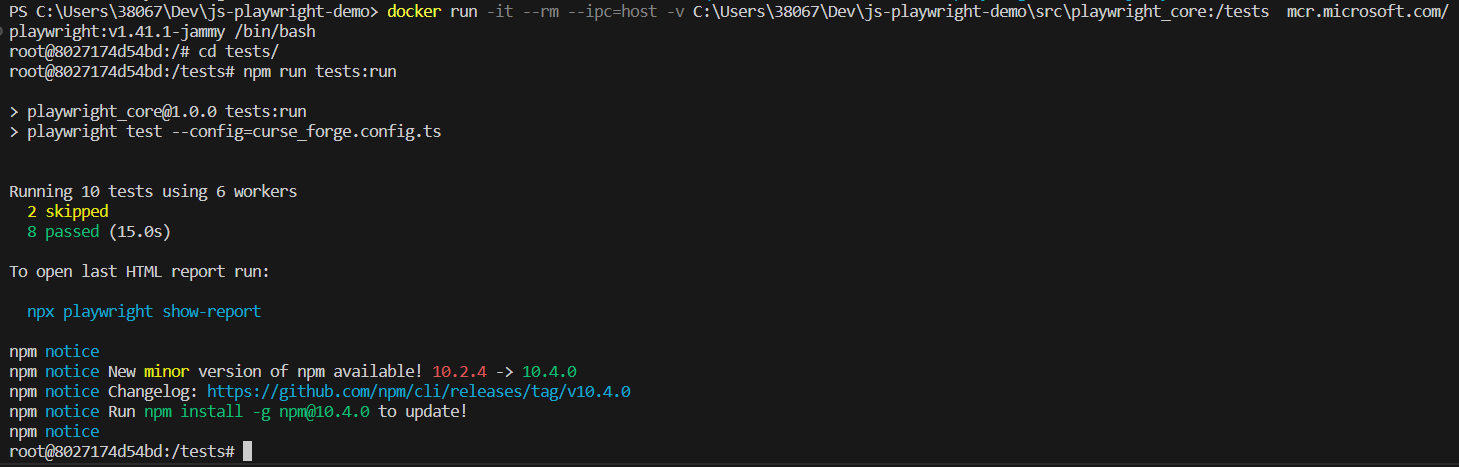 PS C:\Users\38067\Dev\js-playwright-demo> docker run -it --rm --ipc=host -v C:\Users\38067\Dev\js-playwright-demo\src\playwright_core:/tests  mcr.microsoft.com/
playwright:v1.41.1-jammy /bin/bash
root@8027174d54bd:/# cd tests/
root@8027174d54bd:/tests# npm run tests:run
> playwright_core@1.0.0 tests:run
> playwright test --config=curse_forge.config.ts
Running 10 tests using 6 workers
2 skipped
8 passed (15.0s)
To open last HTML report run:
npx playwright show-report
npm notice
npm notice New minor version of npm available! 10.2.4 -> 10.4.0
npm notice Changelog: https://github.com/npm/cli/releases/tag/v10.4.0
npm notice Run npm install -g npm@10.4.0 to update!
npm notice
root@8027174d54bd:/tests#